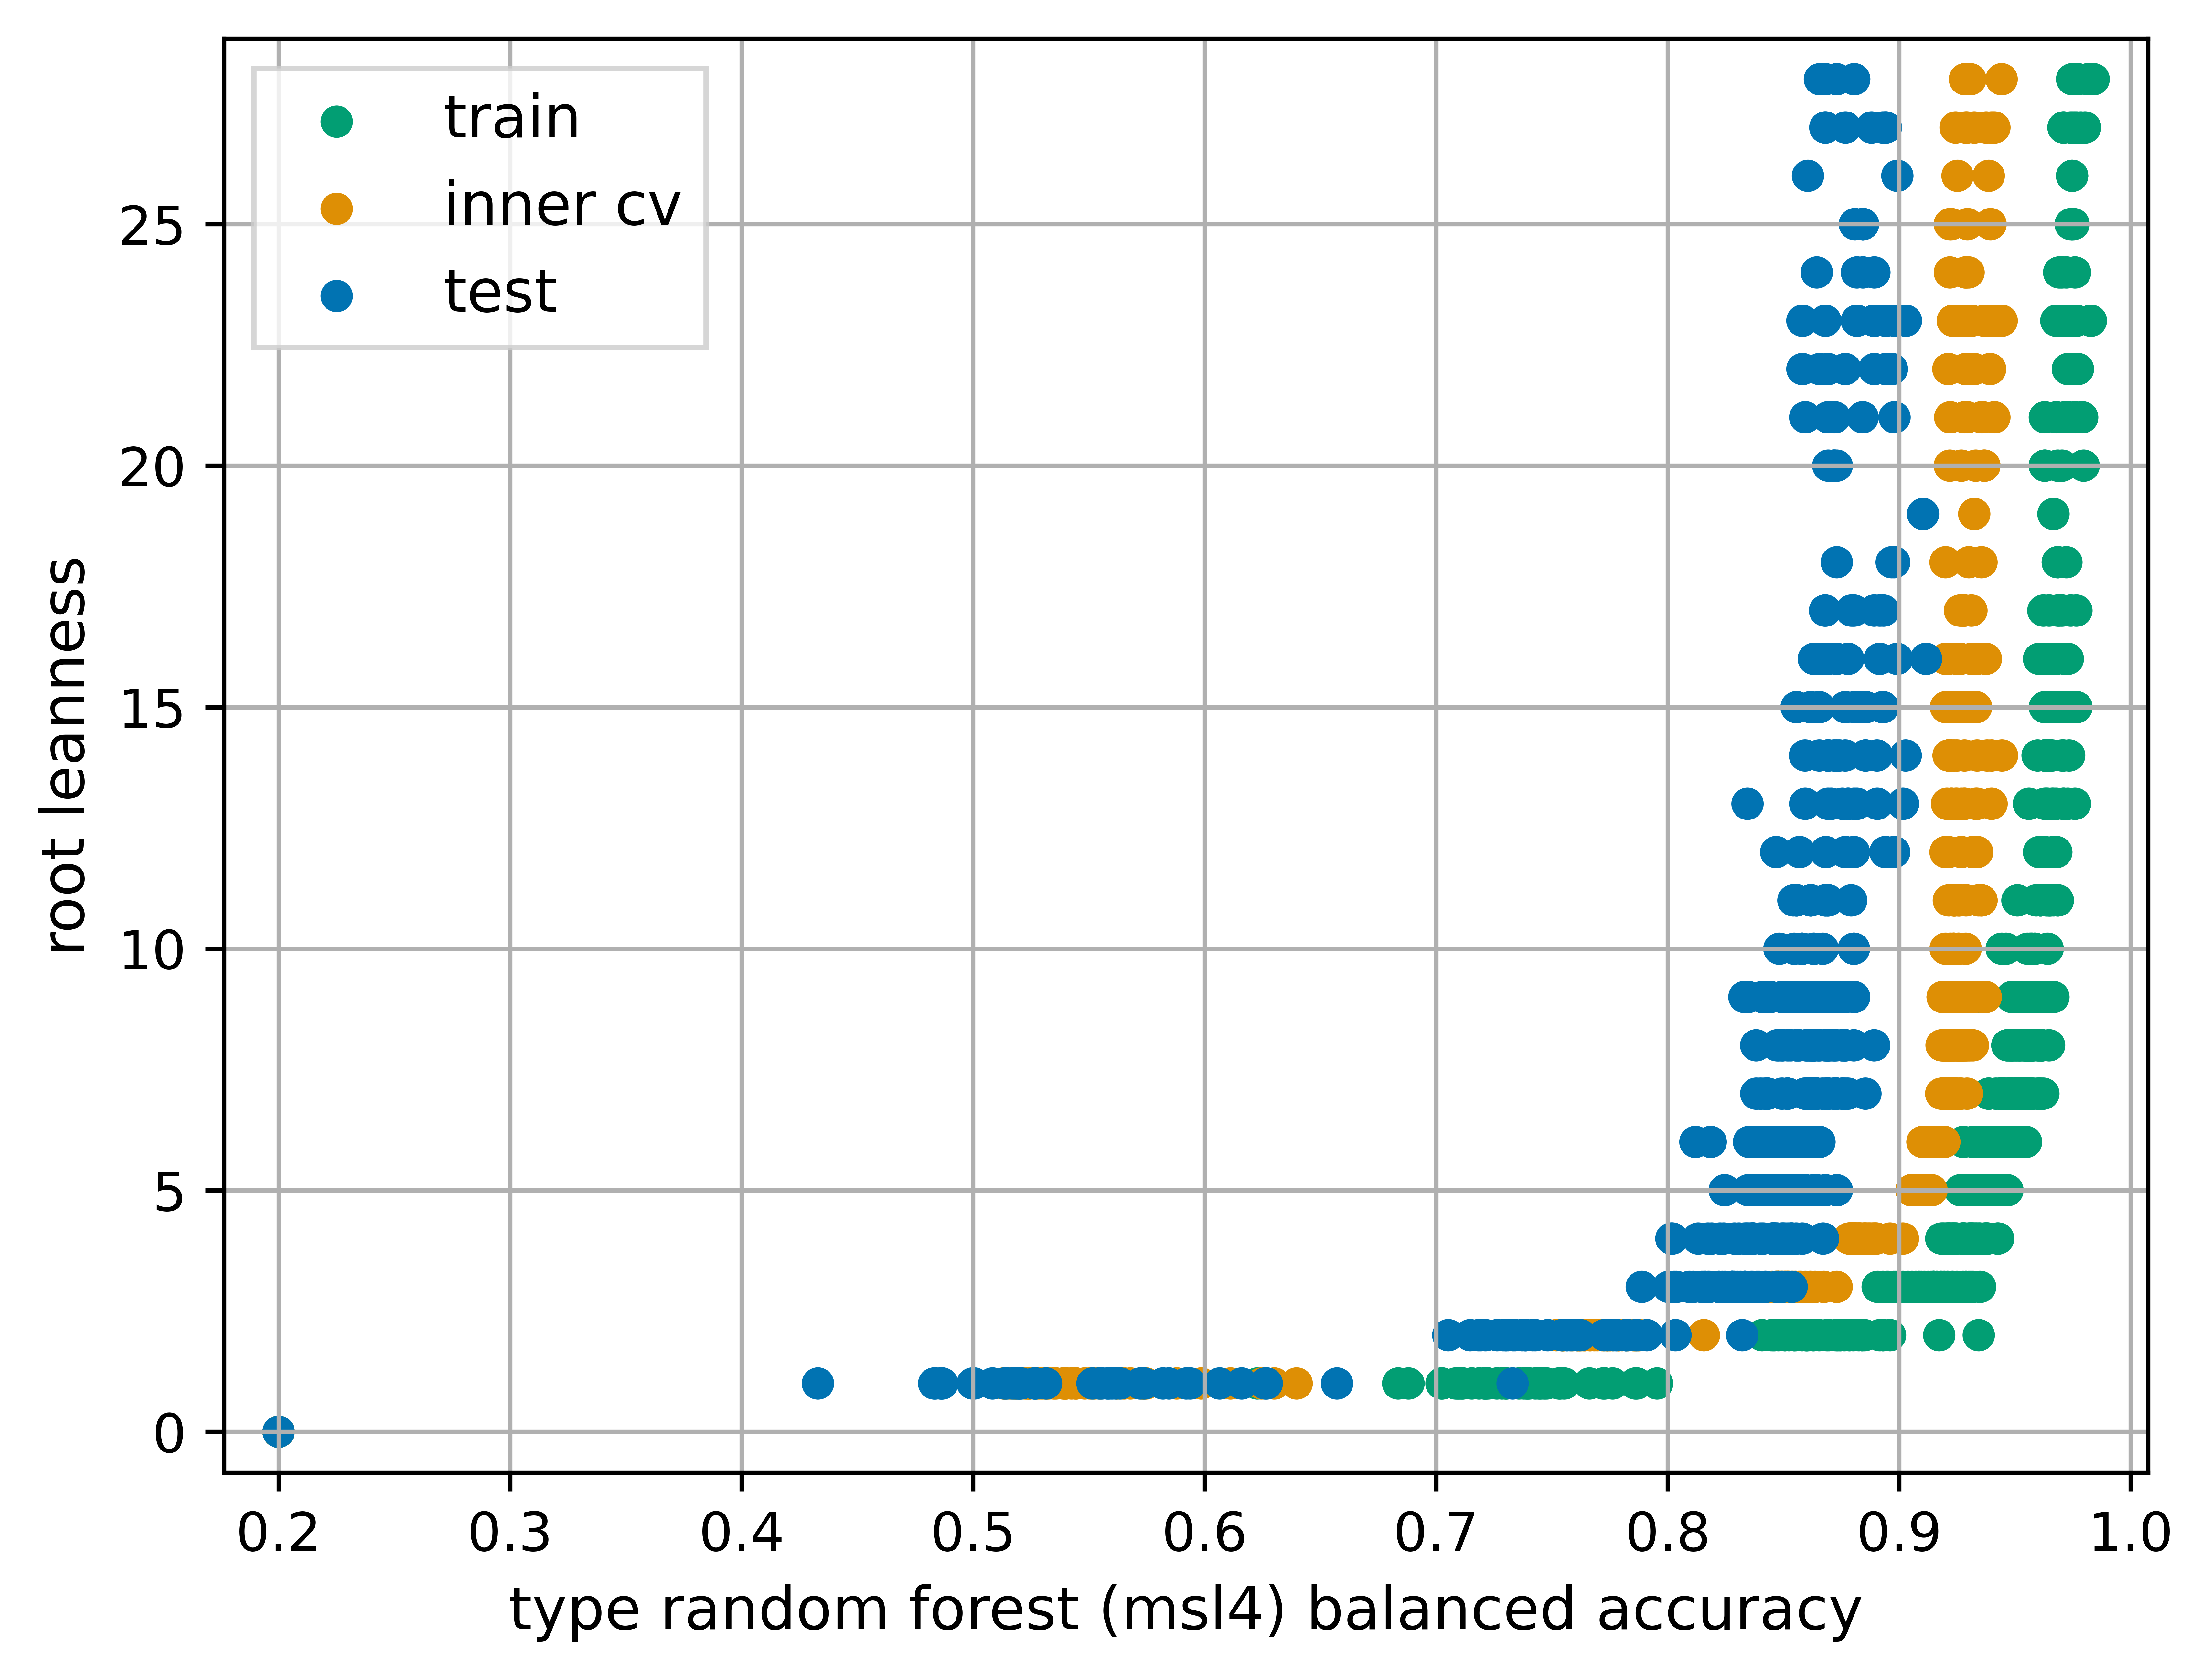 train
inner cv
test
25
20
15
10
5
0
root leanness
0.2 0.3 0.4 0.5 0.6 0.7 0.8 0.9 1.0
type random forest (msl4) balanced accuracy